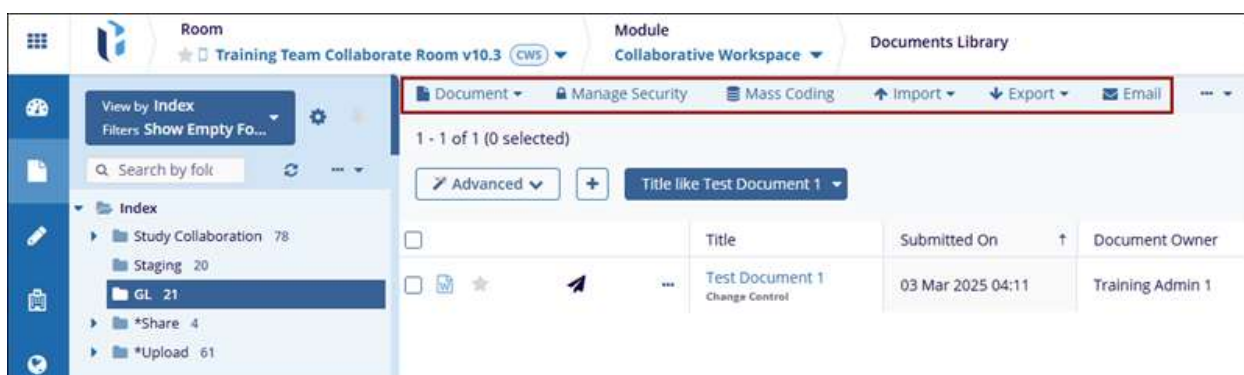 Room
Training Team Collaborate Room v10.3 CWS
Module
Collaborative Workspace
Documents Library
View by Index
Filters Show Empty Fo...
Search by fold
Index
Study Collaboration 78
Staging 20
GL 21
*Share 4
*Upload 61
Document
Manage Security
Mass Coding
Import
Export
Email
1 - 1 of 1 (0 selected)
Advanced
+
Title like Test Document 1
Title
Submitted On
Document Owner
Test Document 1
Change Control
03 Mar 2025 04:11
Training Admin 1